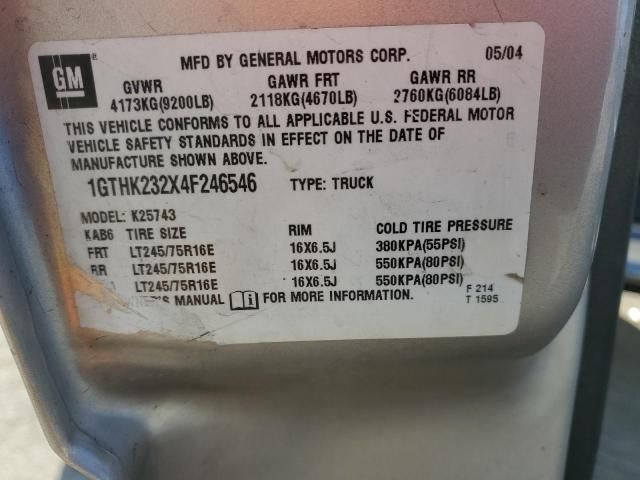 GM
MFD BY GENERAL MOTORS CORP. 05/04
GVWR GAWR FRT GAWR RR
4173KG(9200LB) 2118KG(4670LB) 2760KG(6084LB)
THIS VEHICLE CONFORMS TO ALL APPLICABLE U.S. FEDERAL MOTOR
VEHICLE SAFETY STANDARDS IN EFFECT ON THE DATE OF
MANUFACTURE SHOWN ABOVE.
1GTHK232X4F246546 TYPE: TRUCK
MODEL: K25743
KAB6 TIRE SIZE RIM COLD TIRE PRESSURE
FRT LT245/75R16E 16X6.5J 380KPA(55PSI)
RR LT245/75R16E 16X6.5J 550KPA(80PSI)
LT245/75R16E 16X6.5J 550KPA(80PSI)
MANUAL FOR MORE INFORMATION. F 214
T 1595